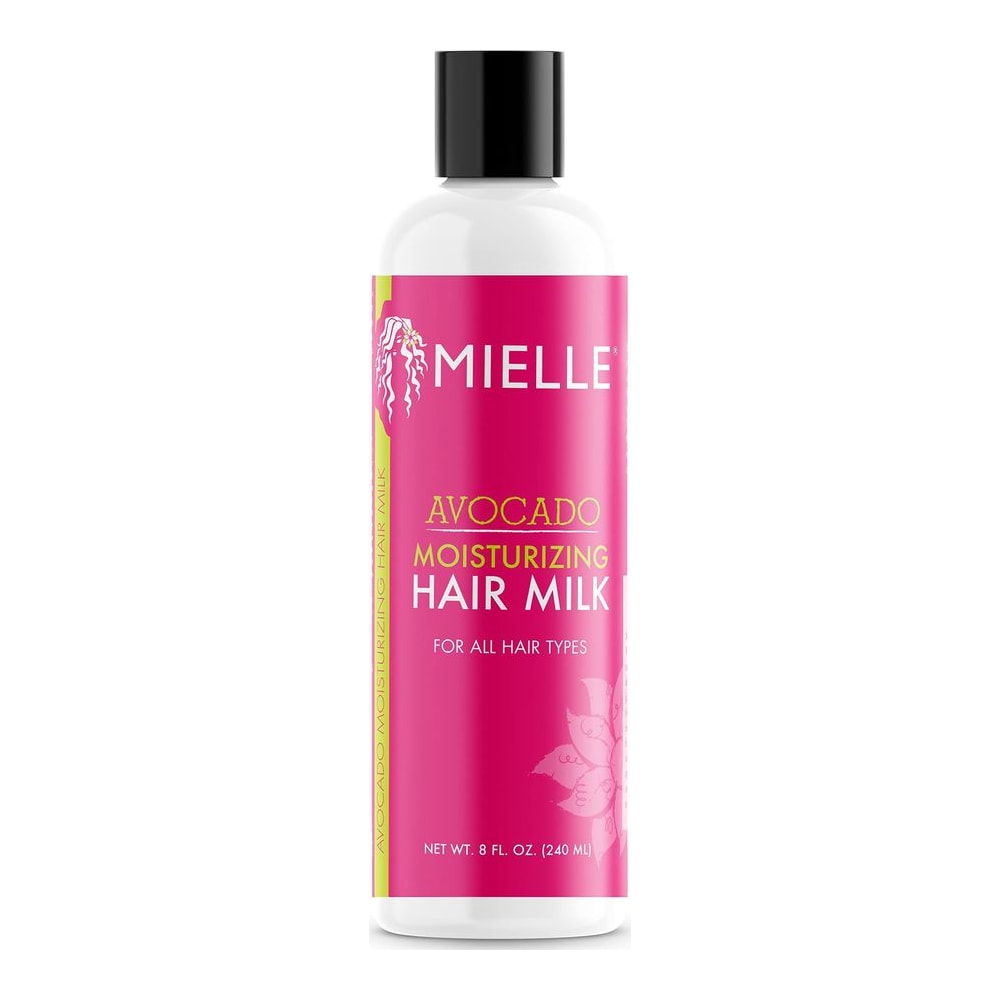 MIELLE®
AVOCADO
MOISTURIZING
HAIR MILK
FOR ALL HAIR TYPES
NET WT. 8 FL. OZ. (240 ML)
AVOCADO MOISTURIZING HAIR MILK